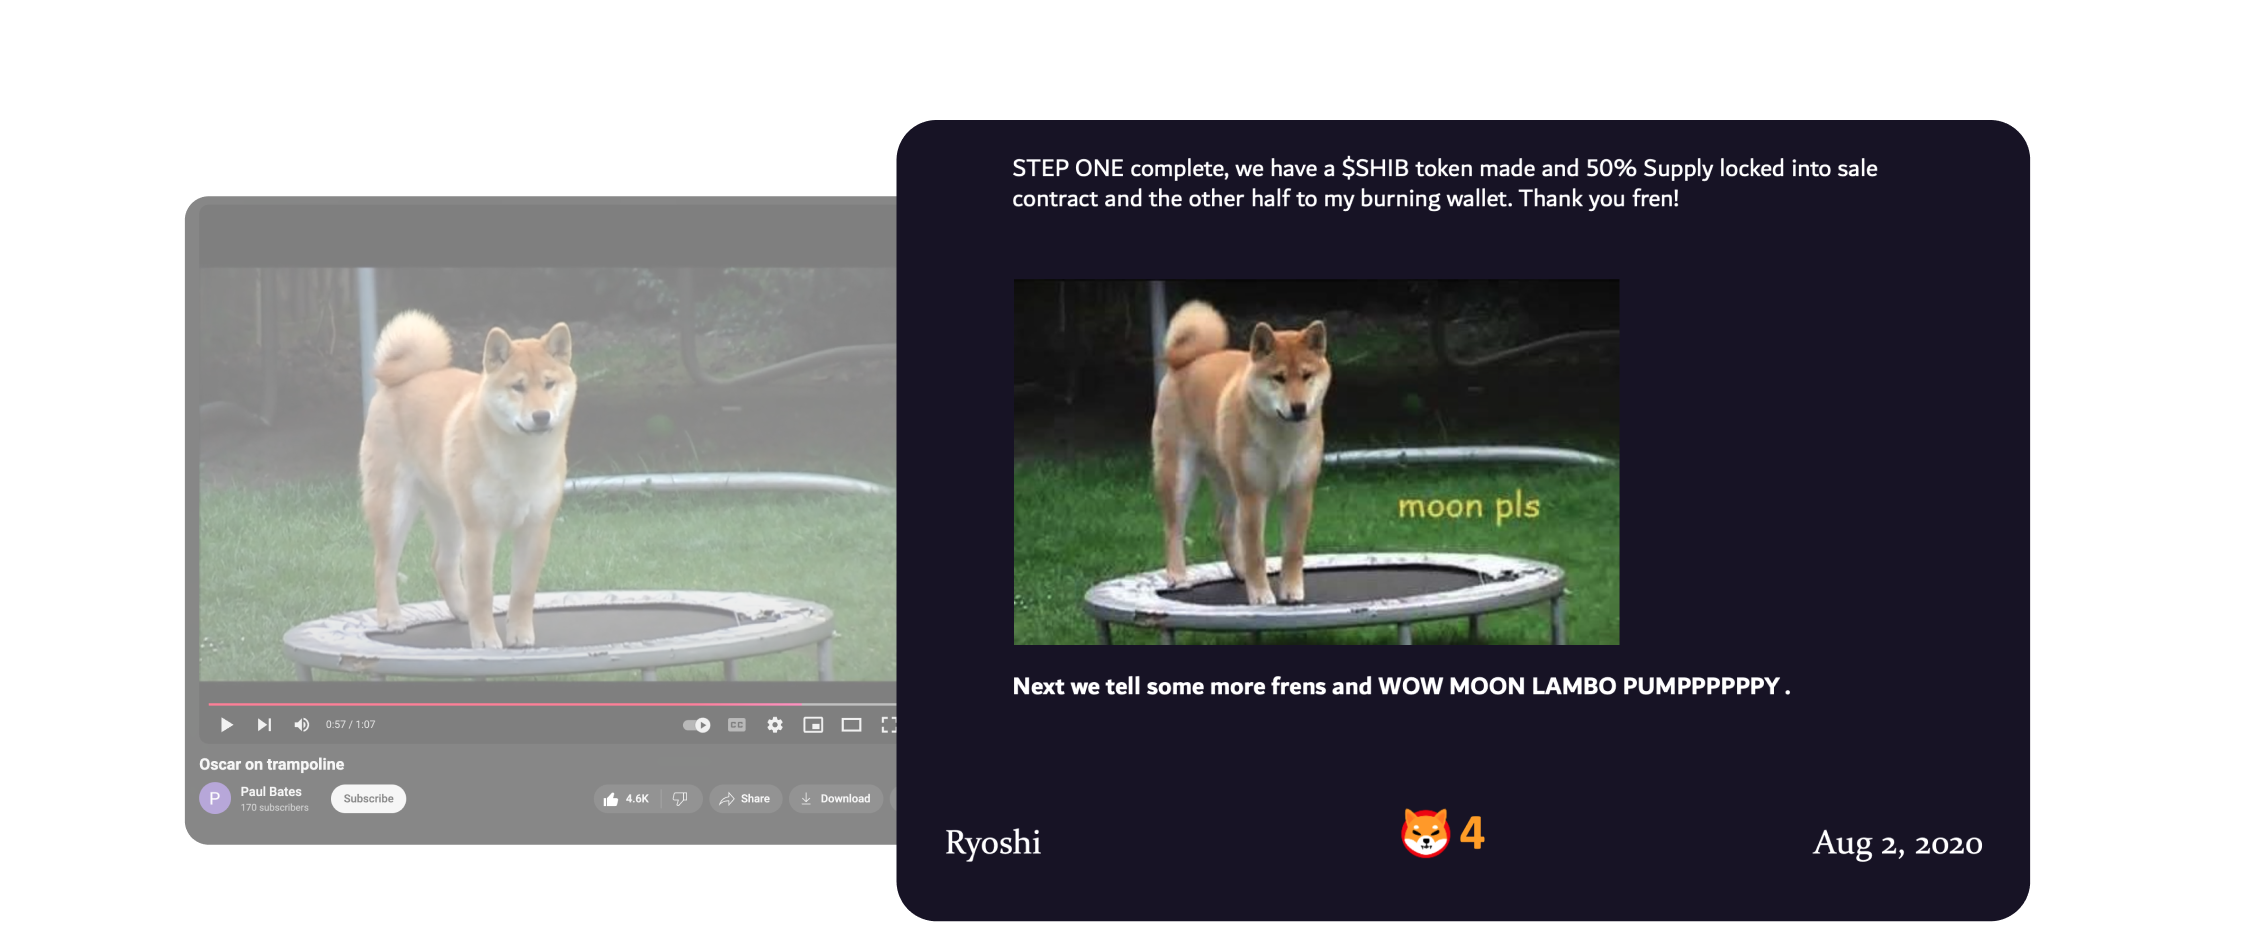 STEP ONE complete, we have a $SHIB token made and 50% Supply locked into sale
contract and the other half to my burning wallet. Thank you fren!
moon pls
Next we tell some more frens and WOW MOON LAMBO PUMPPPPPPY .
Ryoshi
4
Aug 2, 2020
0:57 / 1:07
CC
Oscar on trampoline
P
Paul Bates
170 subscribers
Subscribe
4.6K
Share
Download